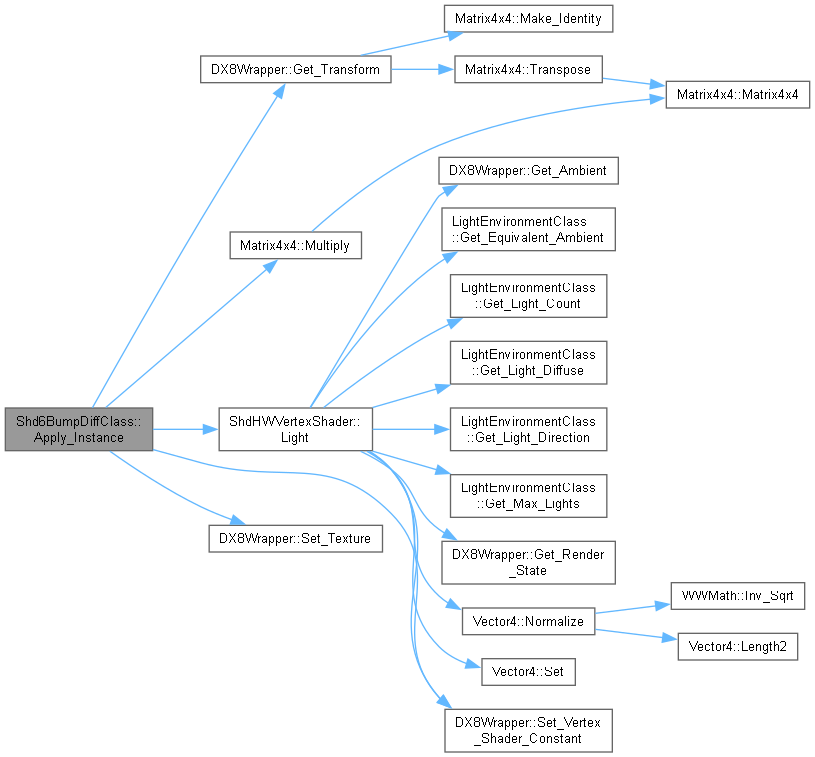 Matrix4x4::Make_Identity
DX8Wrapper::Get_Transform
Matrix4x4::Transpose
Matrix4x4::Matrix4x4
DX8Wrapper::Get_Ambient
LightEnvironmentClass
::Get_Equivalent_Ambient
Matrix4x4::Multiply
LightEnvironmentClass
::Get_Light_Count
LightEnvironmentClass
::Get_Light_Diffuse
Shd6BumpDiffClass::
Apply_Instance
ShdHWVertexShader::
Light
LightEnvironmentClass
::Get_Light_Direction
LightEnvironmentClass
::Get_Max_Lights
DX8Wrapper::Set_Texture
DX8Wrapper::Get_Render
_State
WWMath::Inv_Sqrt
Vector4::Normalize
Vector4::Length2
Vector4::Set
DX8Wrapper::Set_Vertex
_Shader_Constant